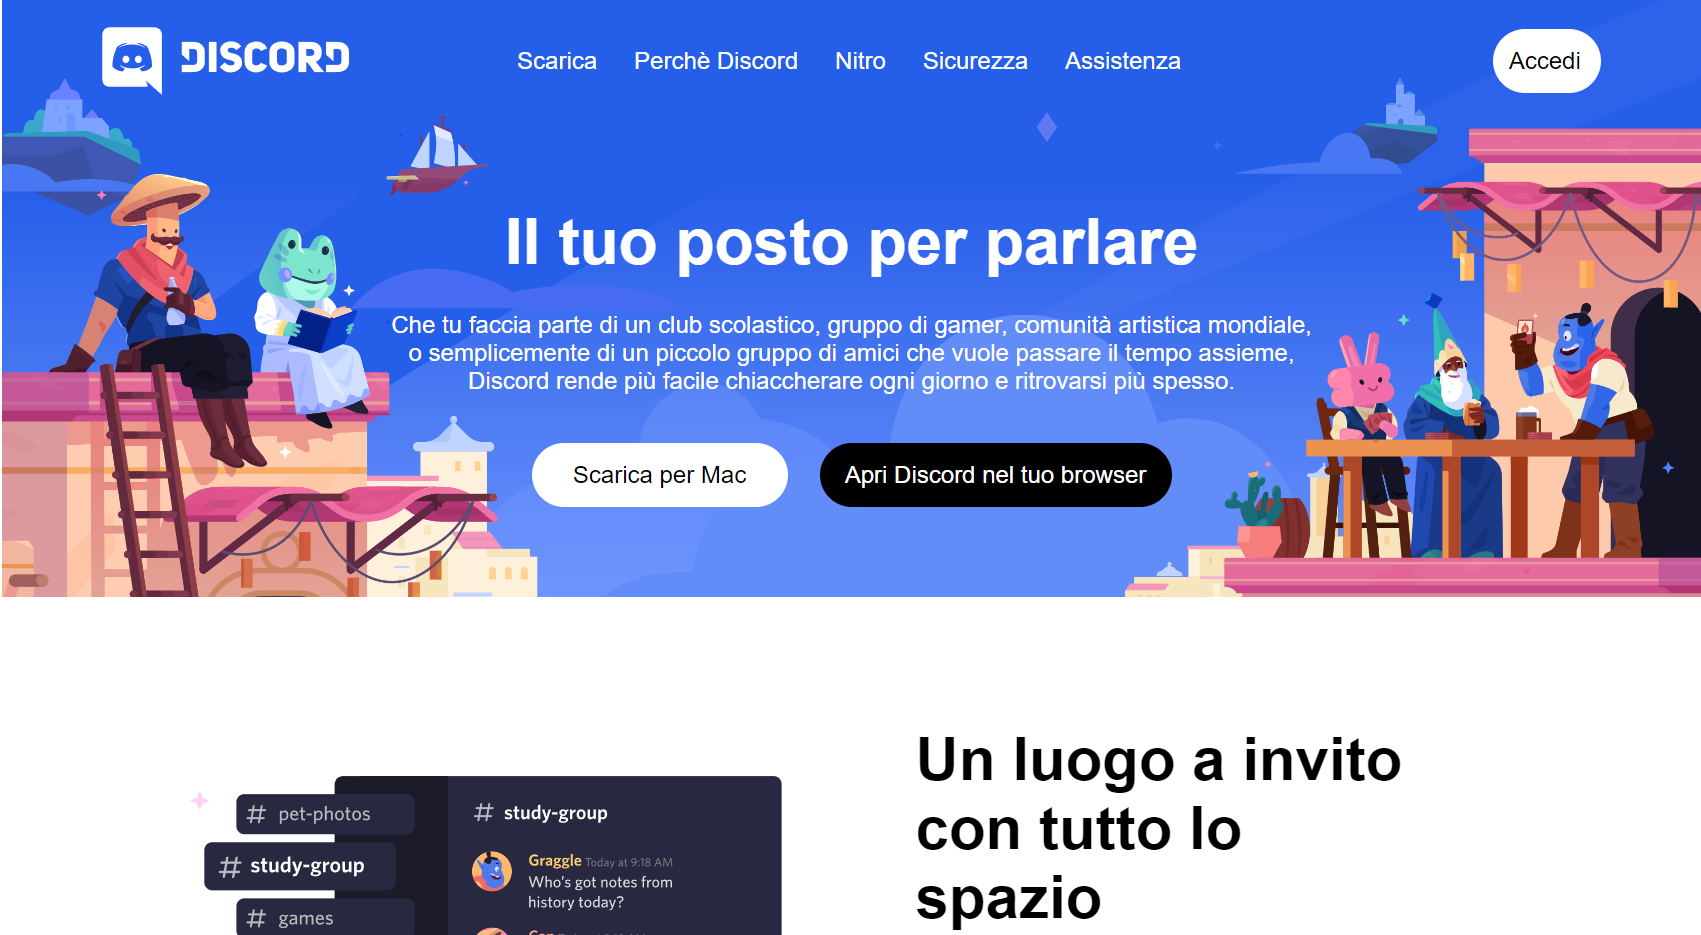 DISCORD
Scarica Perchè Discord Nitro Sicurezza Assistenza
Accedi
Il tuo posto per parlare
Che tu faccia parte di un club scolastico, gruppo di gamer, comunità artistica mondiale,
o semplicemente di un piccolo gruppo di amici che vuole passare il tempo assieme,
Discord rende più facile chiaccherare ogni giorno e ritrovarsi più spesso.
Scarica per Mac
Apri Discord nel tuo browser
Un luogo a invito
con tutto lo
spazio
# pet-photos
# study-group
# games
# study-group
Graggle Today at 9:18 AM
Who's got notes from
history today?